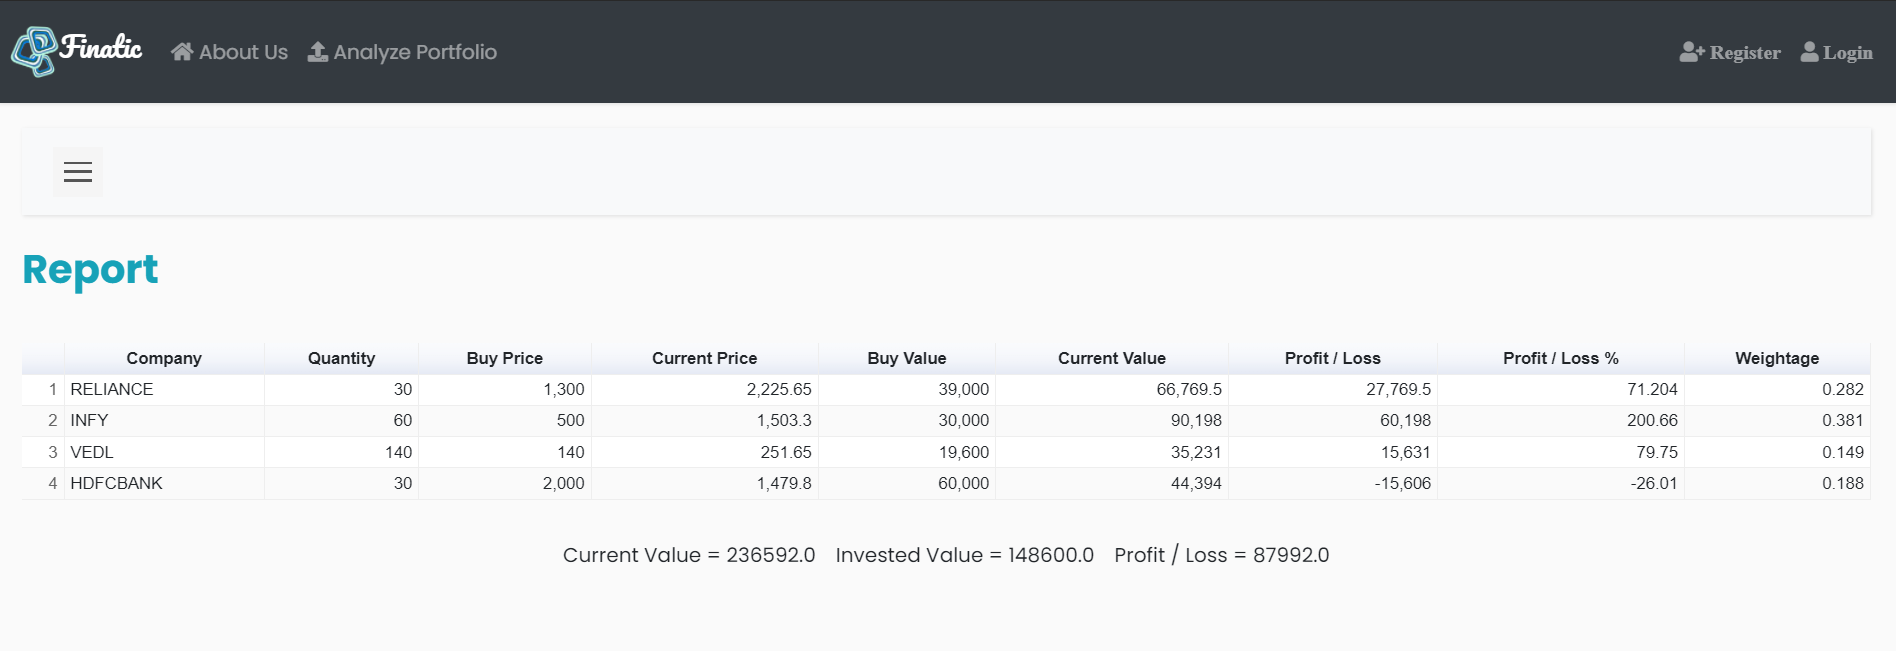 Finatic About Us Analyze Portfolio Register Login
Report
Company Quantity Buy Price Current Price Buy Value Current Value Profit / Loss Profit / Loss % Weightage
1 RELIANCE 30 1,300 2,225.65 39,000 66,769.5 27,769.5 71.204 0.282
2 INFY 60 500 1,503.3 30,000 90,198 60,198 200.66 0.381
3 VEDL 140 140 251.65 19,600 35,231 15,631 79.75 0.149
4 HDFCBANK 30 2,000 1,479.8 60,000 44,394 -15,606 -26.01 0.188
Current Value = 236592.0 Invested Value = 148600.0 Profit / Loss = 87992.0